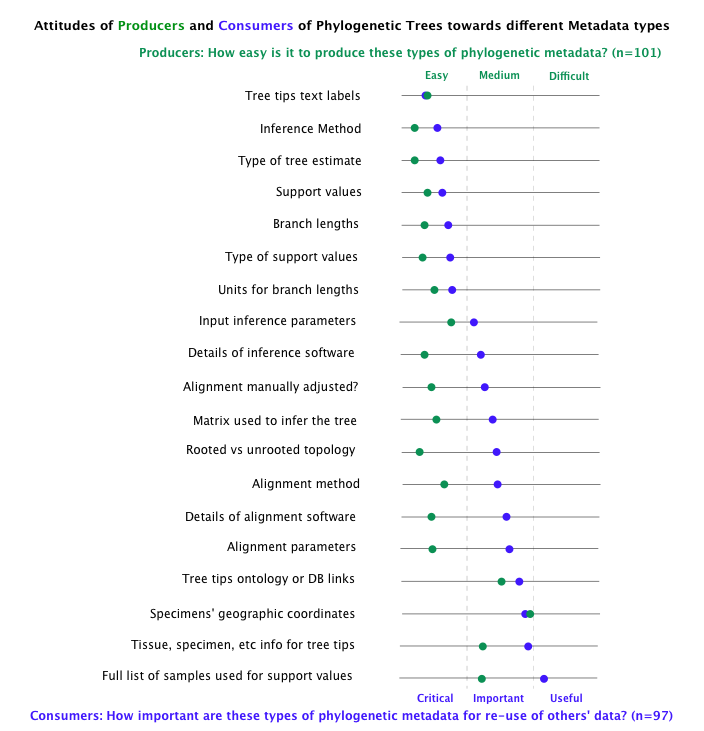 Attitudes of Producers and Consumers of Phylogenetic Trees towards different Metadata types
Producers: How easy is it to produce these types of phylogenetic metadata? (n=101)
Easy Medium Difficult
Tree tips text labels
Inference Method
Type of tree estimate
Support values
Branch lengths
Type of support values
Units for branch lengths
Input inference parameters
Details of inference software
Alignment manually adjusted?
Matrix used to infer the tree
Rooted vs unrooted topology
Alignment method
Details of alignment software
Alignment parameters
Tree tips ontology or DB links
Specimens' geographic coordinates
Tissue, specimen, etc info for tree tips
Full list of samples used for support values
Critical Important Useful
Consumers: How important are these types of phylogenetic metadata for re-use of others' data? (n=97)